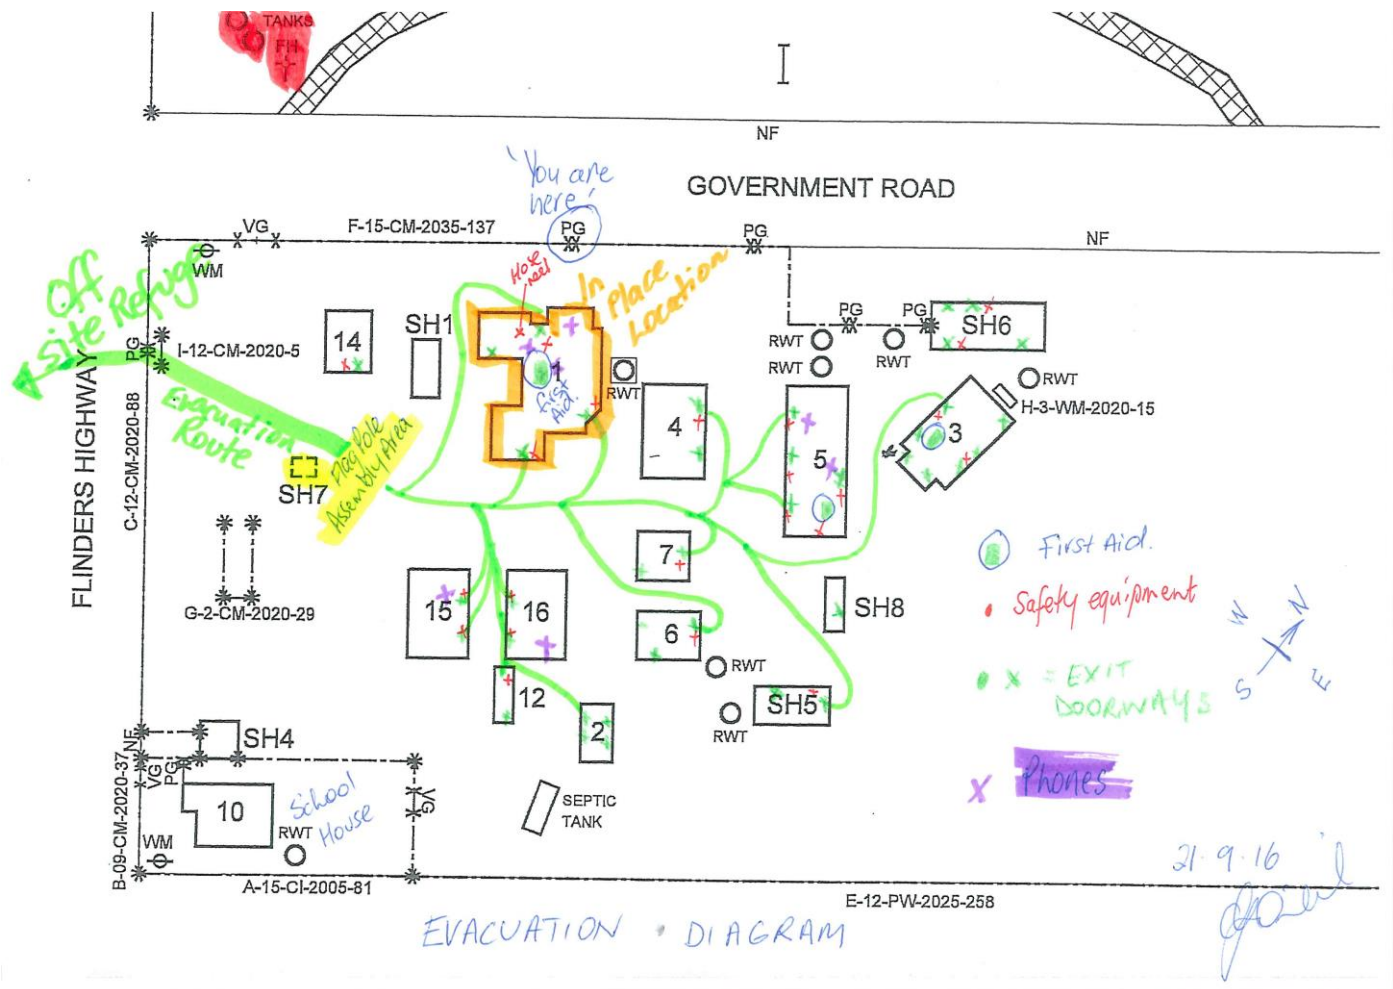 TANKS
FH
NF
GOVERNMENT ROAD
'You are
here'
VG
F-15-CM-2035-137
PG
PG
NF
WM
Off
site Refuge
Hose
reel
In
Place
Location
PG
I-12-CM-2020-5
14
SH1
1
First
Aid.
RWT
RWT
RWT
PG
PG
RWT
SH6
RWT
H-3-WM-2020-15
FLINDERS HIGHWAY
C-12-CM-2020-88
Evacuation
Route
Flag Pole
Assembly Area
SH7
4
5
3
G-2-CM-2020-29
7
15
16
6
SH8
RWT
12
2
SH5
RWT
First Aid.
Safety equipment
x = EXIT
DOORWAYS
x Phones
W N
S E
NF
SH4
VG
PG
B-09-CM-2020-37
10
School
House
RWT
WM
VG
SEPTIC
TANK
A-15-CI-2005-81
E-12-PW-2025-258
21.9.16
EVACUATION DIAGRAM